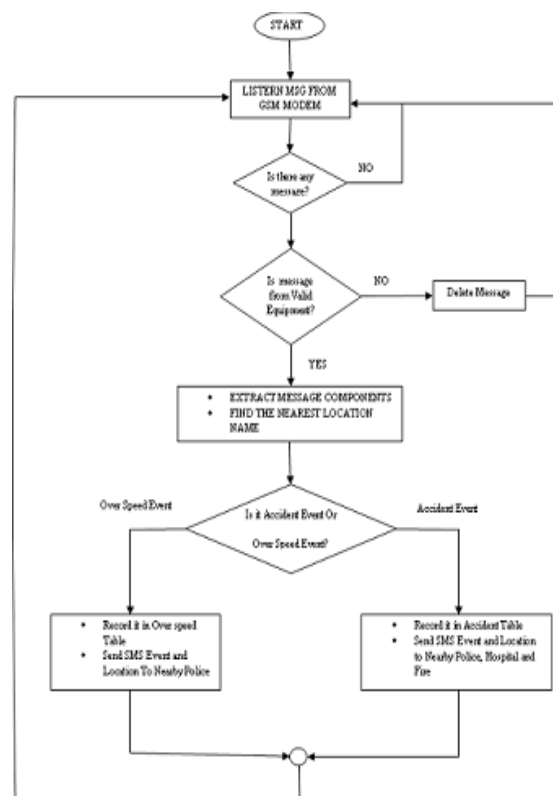 START
LISTERN MSG FROM
GSM MODEM
Is there any
message?
NO
Is message
from Valid
Equipment?
NO
Delete Message
YES
• EXTRACT MESSAGE COMPONENTS
• FIND THE NEAREST LOCATION
NAME
Over Speed Event
Is it Accident Event Or
Over Speed Event?
Accident Event
• Record it in Over speed
Table
• Send SMS Event and
Location To Nearby Police
• Record it in Accident Table
• Send SMS Event and Location
to Nearby Police, Hospital and
Fire